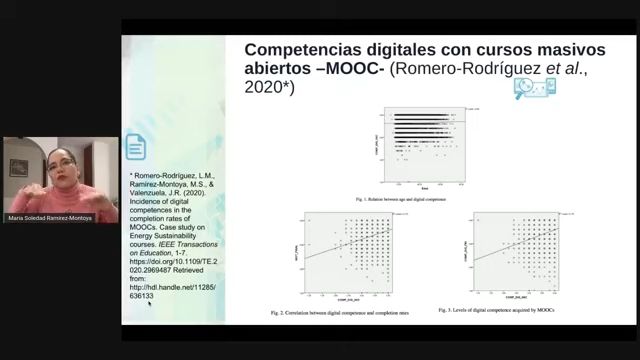 Competencias digitales con cursos masivos
abiertos –MOOC- (Romero-Rodríguez et al.,
2020*)
* Romero-Rodríguez, L.M.,
Ramírez-Montoya, M.S., &
Valenzuela, J.R. (2020).
Incidence of digital
competences in the
completion rates of
MOOCs. Case study on
Energy Sustainability
courses. IEEE Transactions
on Education, 1-7.
https://doi.org/10.1109/TE.2
020.2969487 Retrieved
from:
http://hdl.handle.net/11285/
636133
Maria Soledad Ramirez-Montoya
Fig. 1. Relation between age and digital competence
Fig. 2. Correlation between digital competence and completion rates
Fig. 3. Levels of digital competence acquired by MOOCs